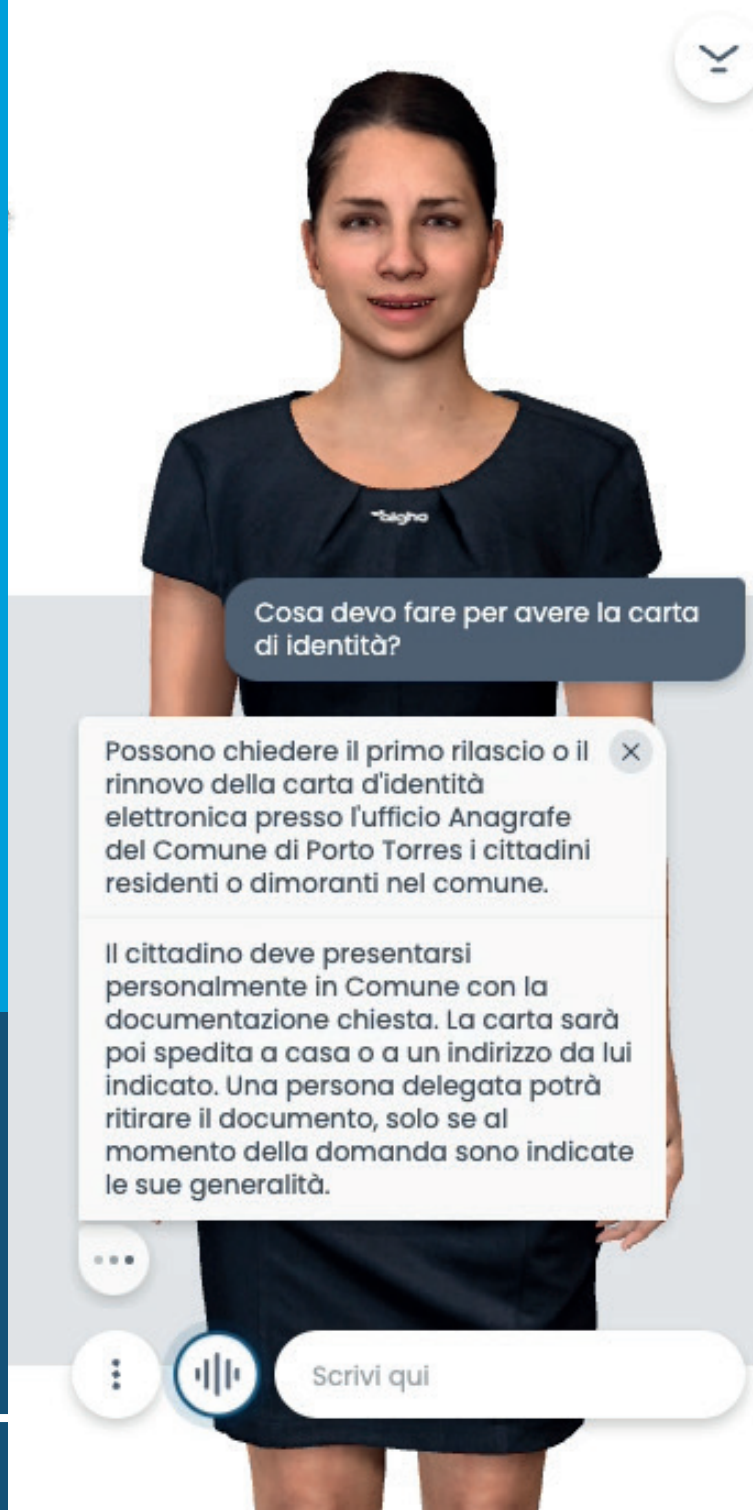 Cosa devo fare per avere la carta
di identità?
Possono chiedere il primo rilascio o il
rinnovo della carta d'identità
elettronica presso l'ufficio Anagrafe
del Comune di Porto Torres i cittadini
residenti o dimoranti nel comune.
Il cittadino deve presentarsi
personalmente in Comune con la
documentazione chiesta. La carta sarà
poi spedita a casa o a un indirizzo da lui
indicato. Una persona delegata potrà
ritirare il documento, solo se al
momento della domanda sono indicate
le sue generalità.
Scrivi qui